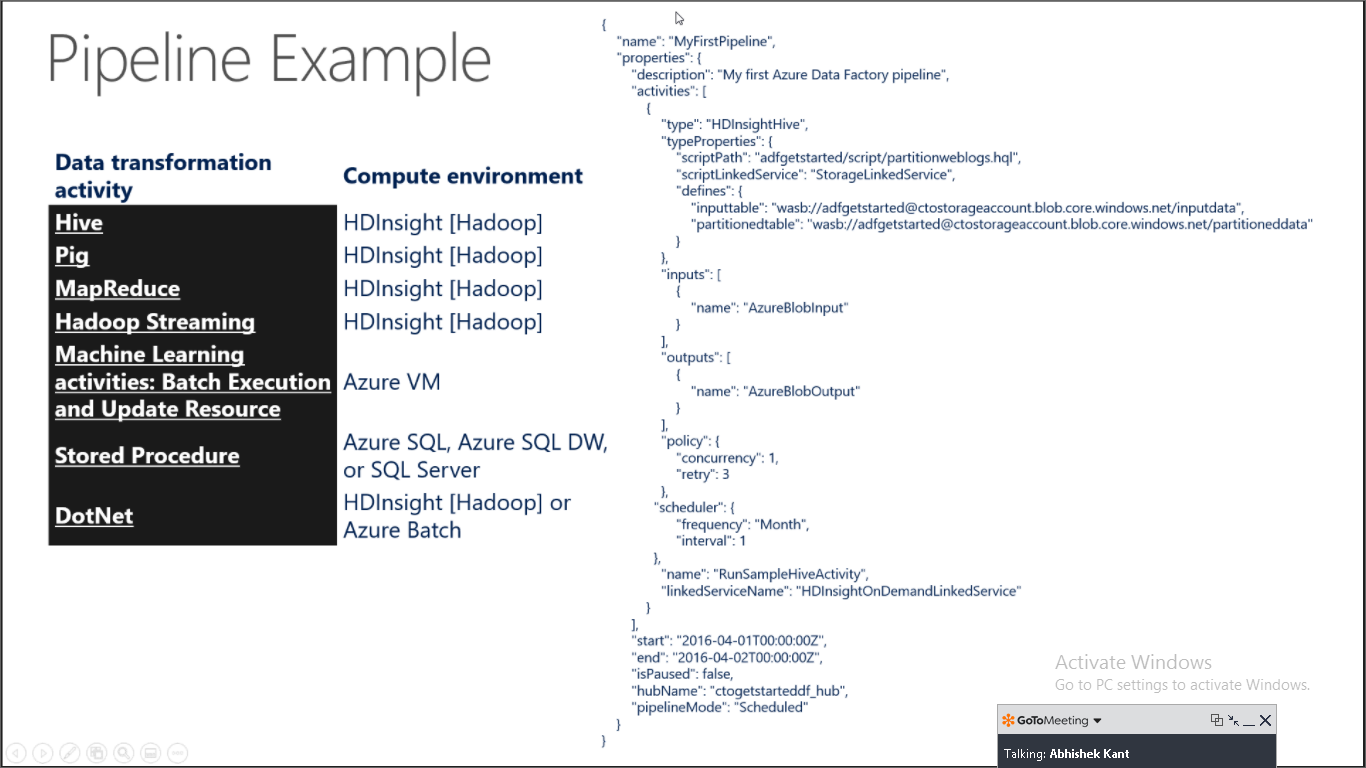 Pipeline Example
Data transformation
activity
Compute environment
Hive
HDInsight [Hadoop]
Pig
HDInsight [Hadoop]
MapReduce
HDInsight [Hadoop]
Hadoop Streaming
HDInsight [Hadoop]
Machine Learning
activities: Batch Execution
and Update Resource
Azure VM
Stored Procedure
Azure SQL, Azure SQL DW,
or SQL Server
DotNet
HDInsight [Hadoop] or
Azure Batch
{
"name": "MyFirstPipeline",
"properties": {
"description": "My first Azure Data Factory pipeline",
"activities": [
{
"type": "HDInsightHive",
"typeProperties": {
"scriptPath": "adfgetstarted/script/partitionweblogs.hql",
"scriptLinkedService": "StorageLinkedService",
"defines": {
"inputtable": "wasb://adfgetstarted@ctostorageaccount.blob.core.windows.net/inputdata",
"partitionedtable": "wasb://adfgetstarted@ctostorageaccount.blob.core.windows.net/partitioneddata"
}
},
"inputs": [
{
"name": "AzureBlobInput"
}
],
"outputs": [
{
"name": "AzureBlobOutput"
}
],
"policy": {
"concurrency": 1,
"retry": 3
},
"scheduler": {
"frequency": "Month",
"interval": 1
},
"name": "RunSampleHiveActivity",
"linkedServiceName": "HDInsightOnDemandLinkedService"
}
],
"start": "2016-04-01T00:00:00Z",
"end": "2016-04-02T00:00:00Z",
"isPaused": false,
"hubName": "ctogetstarteddf_hub",
"pipelineMode": "Scheduled"
}
}
Activate Windows
Go to PC settings to activate Windows.
GoToMeeting
Talking: Abhishek Kant